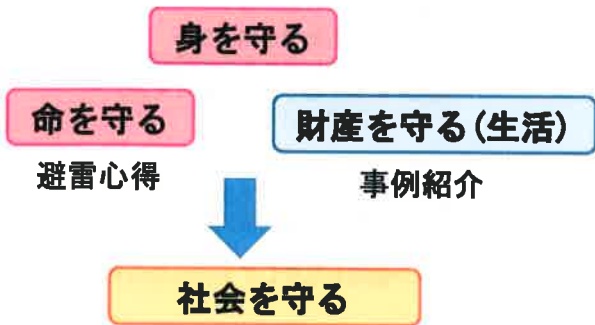 身を守る
命を守る
財産を守る(生活)
避雷心得
事例紹介
社会を守る